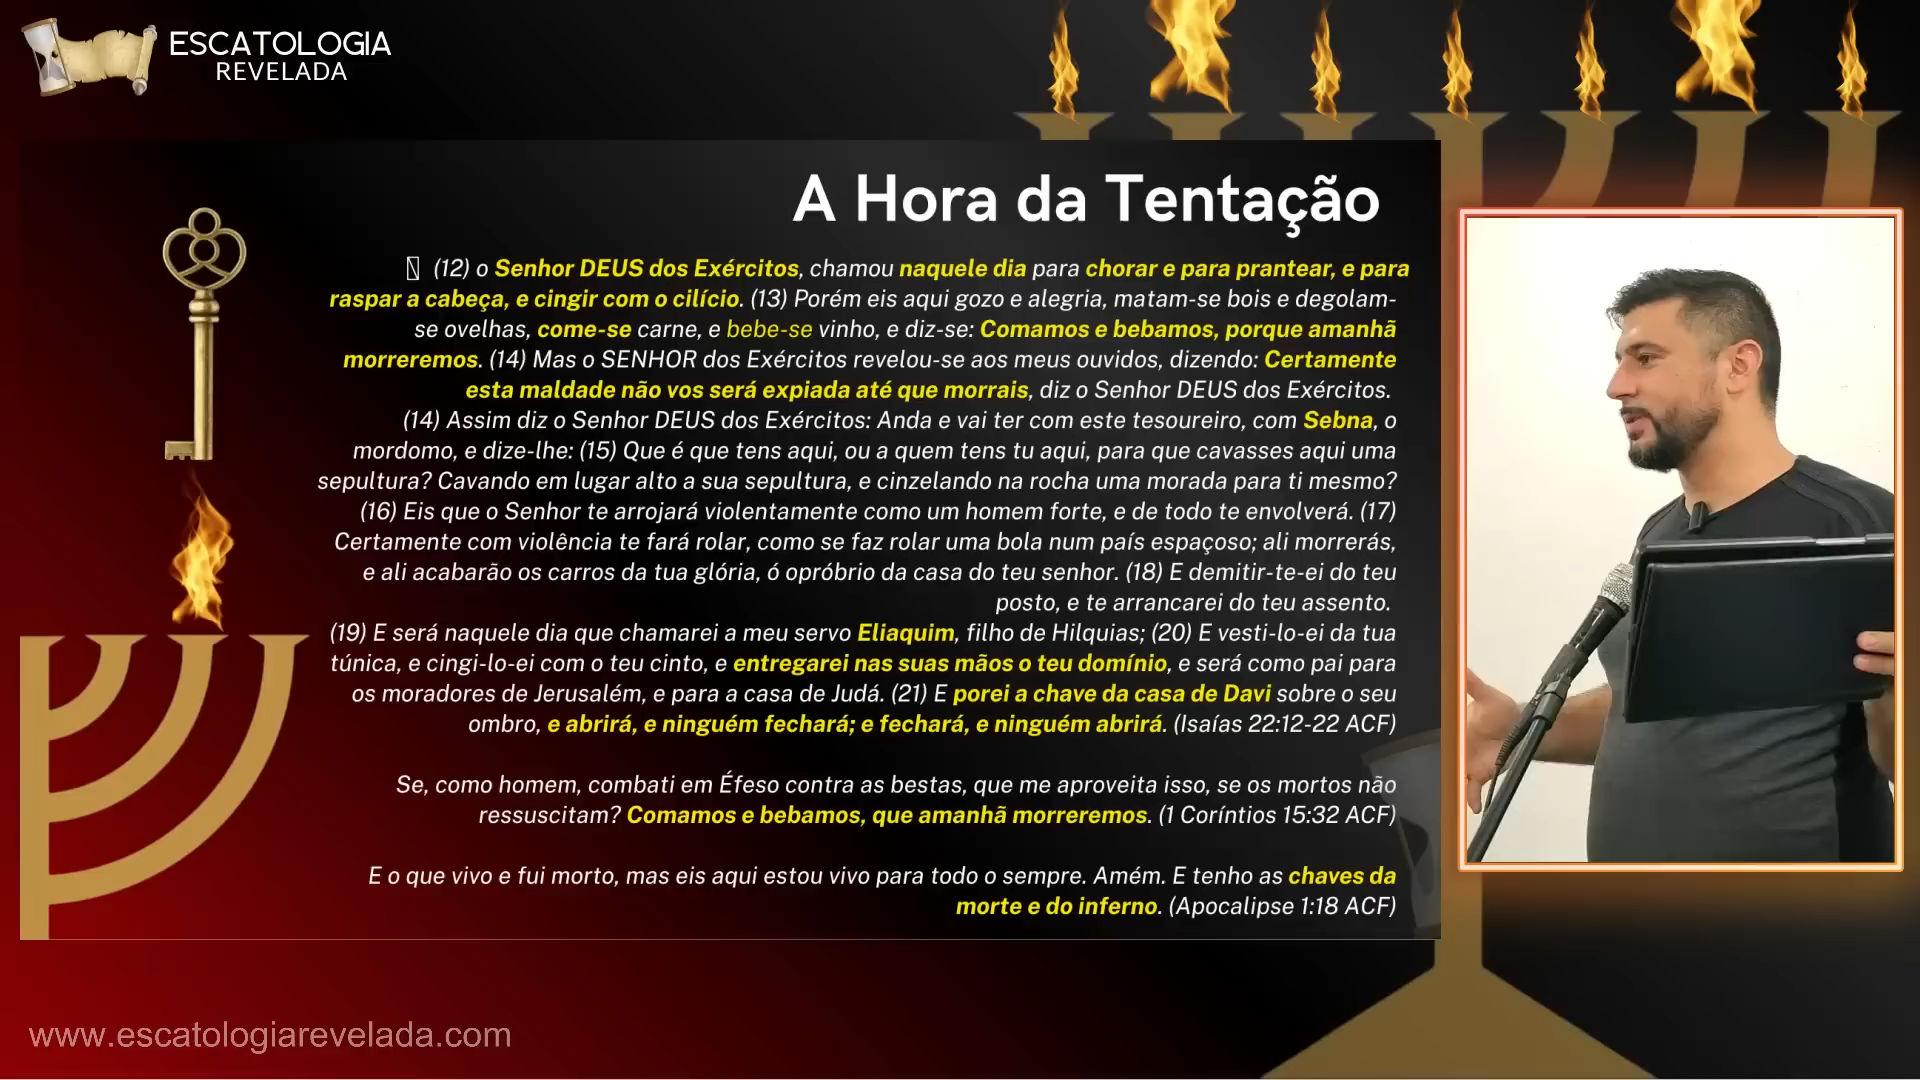 ESCATOLOGIA
REVELADA
A Hora da Tentação
(12) o Senhor DEUS dos Exércitos, chamou naquele dia para chorar e para prantear, e para
raspar a cabeça, e cingir com o cilício. (13) Porém eis aqui gozo e alegria, matam-se bois e degolam-
se ovelhas, come-se carne, e bebe-se vinho, e diz-se: Comamos e bebamos, porque amanhã
morreremos. (14) Mas o SENHOR dos Exércitos revelou-se aos meus ouvidos, dizendo: Certamente
esta maldade não vos será expiada até que morrais, diz o Senhor DEUS dos Exércitos.
(14) Assim diz o Senhor DEUS dos Exércitos: Anda e vai ter com este tesoureiro, com Sebna, o
mordomo, e dize-lhe: (15) Que é que tens aqui, ou a quem tens tu aqui, para que cavasses aqui uma
sepultura? Cavando em lugar alto a sua sepultura, e cinzelando na rocha uma morada para ti mesmo?
(16) Eis que o Senhor te arrojará violentamente como um homem forte, e de todo te envolverá. (17)
Certamente com violência te fará rolar, como se faz rolar uma bola num país espaçoso; ali morrerás,
e ali acabarão os carros da tua glória, ó opróbrio da casa do teu senhor. (18) E demitir-te-ei do teu
posto, e te arrancarei do teu assento.
(19) E será naquele dia que chamarei a meu servo Eliaquim, filho de Hilquias; (20) E vesti-lo-ei da tua
túnica, e cingi-lo-ei com o teu cinto, e entregarei nas suas mãos o teu domínio, e será como pai para
os moradores de Jerusalém, e para a casa de Judá. (21) E porei a chave da casa de Davi sobre o seu
ombro, e abrirá, e ninguém fechará; e fechará, e ninguém abrirá. (Isaías 22:12-22 ACF)
Se, como homem, combati em Éfeso contra as bestas, que me aproveita isso, se os mortos não
ressuscitam? Comamos e bebamos, que amanhã morreremos. (1 Coríntios 15:32 ACF)
E o que vivo e fui morto, mas eis aqui estou vivo para todo o sempre. Amém. E tenho as chaves da
morte e do inferno. (Apocalipse 1:18 ACF)
www.escatologiarevelada.com